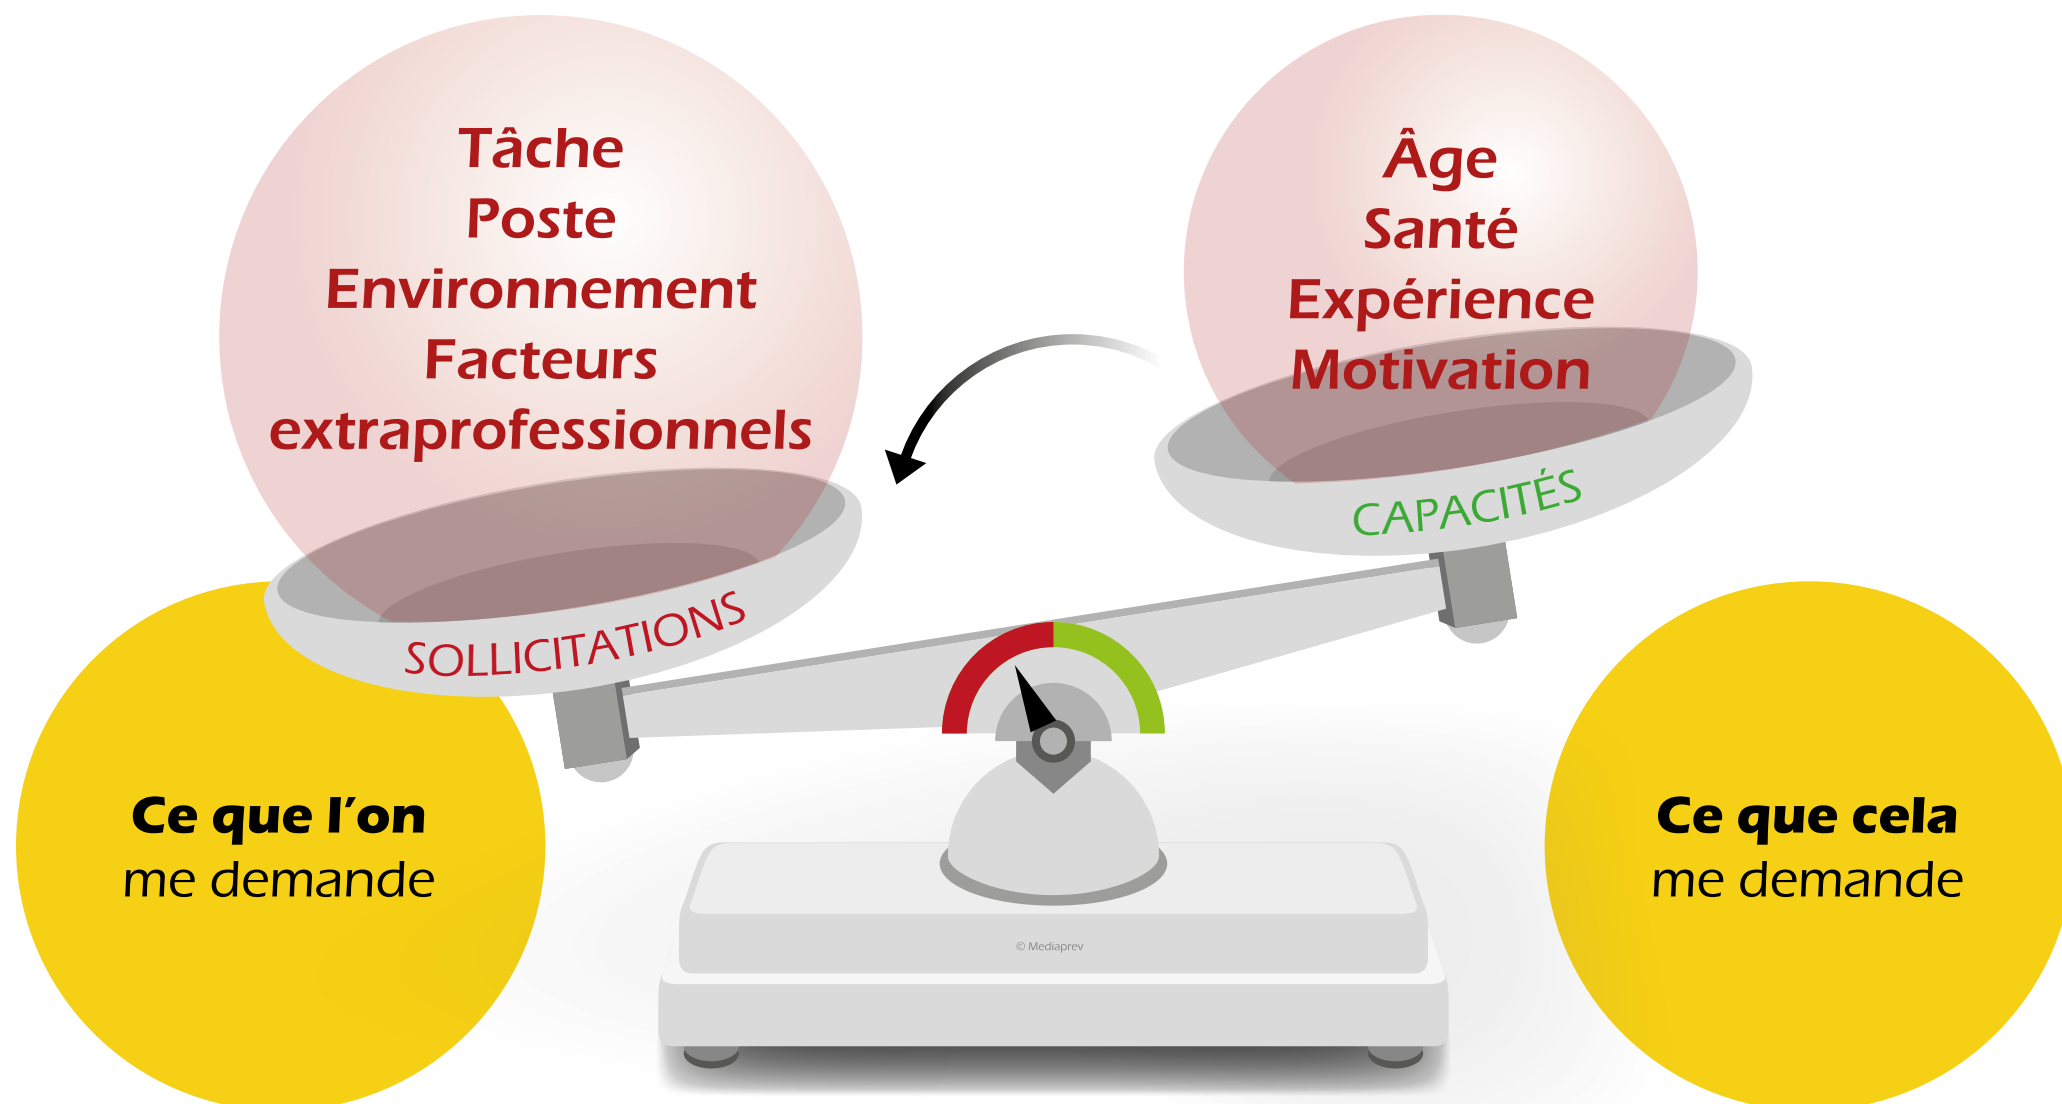 Tâche
Poste
Environnement
Facteurs
extraprofessionnels
SOLLICITATIONS
Âge
Santé
Expérience
Motivation
CAPACITÉS
Ce que l’on
me demande
Ce que cela
me demande
© Mediaprev